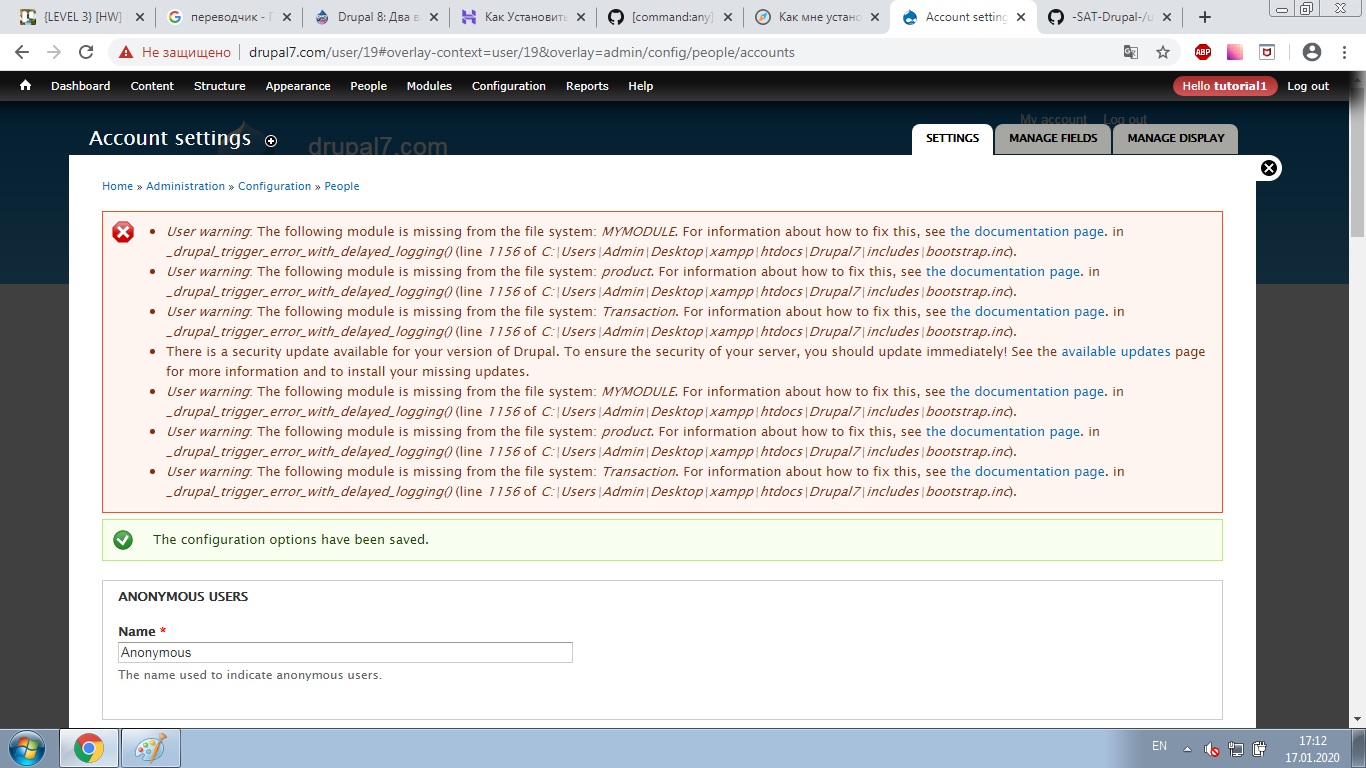 {LEVEL 3} [HW]
переводчик - Г
Drupal 8: Два в
Как Установить
[command:any]
Как мне устано
Account setting
-SAT-Drupal-/u
Не защищено | drupal7.com/user/19#overlay-context=user/19&overlay=admin/config/people/accounts
ABP
Dashboard Content Structure Appearance People Modules Configuration Reports Help Hello tutorial1 Log out
My account Log out
Account settings
drupal7.com
SETTINGS MANAGE FIELDS MANAGE DISPLAY
Home » Administration » Configuration » People
User warning: The following module is missing from the file system: MYMODULE. For information about how to fix this, see the documentation page. in
_drupal_trigger_error_with_delayed_logging() (line 1156 of C:\Users\Admin\Desktop\xampp\htdocs\Drupal7\includes\bootstrap.inc).
User warning: The following module is missing from the file system: product. For information about how to fix this, see the documentation page. in
_drupal_trigger_error_with_delayed_logging() (line 1156 of C:\Users\Admin\Desktop\xampp\htdocs\Drupal7\includes\bootstrap.inc).
User warning: The following module is missing from the file system: Transaction. For information about how to fix this, see the documentation page. in
_drupal_trigger_error_with_delayed_logging() (line 1156 of C:\Users\Admin\Desktop\xampp\htdocs\Drupal7\includes\bootstrap.inc).
There is a security update available for your version of Drupal. To ensure the security of your server, you should update immediately! See the available updates page
for more information and to install your missing updates.
User warning: The following module is missing from the file system: MYMODULE. For information about how to fix this, see the documentation page. in
_drupal_trigger_error_with_delayed_logging() (line 1156 of C:\Users\Admin\Desktop\xampp\htdocs\Drupal7\includes\bootstrap.inc).
User warning: The following module is missing from the file system: product. For information about how to fix this, see the documentation page. in
_drupal_trigger_error_with_delayed_logging() (line 1156 of C:\Users\Admin\Desktop\xampp\htdocs\Drupal7\includes\bootstrap.inc).
User warning: The following module is missing from the file system: Transaction. For information about how to fix this, see the documentation page. in
_drupal_trigger_error_with_delayed_logging() (line 1156 of C:\Users\Admin\Desktop\xampp\htdocs\Drupal7\includes\bootstrap.inc).
The configuration options have been saved.
ANONYMOUS USERS
Name *
Anonymous
The name used to indicate anonymous users.
EN
17:12
17.01.2020